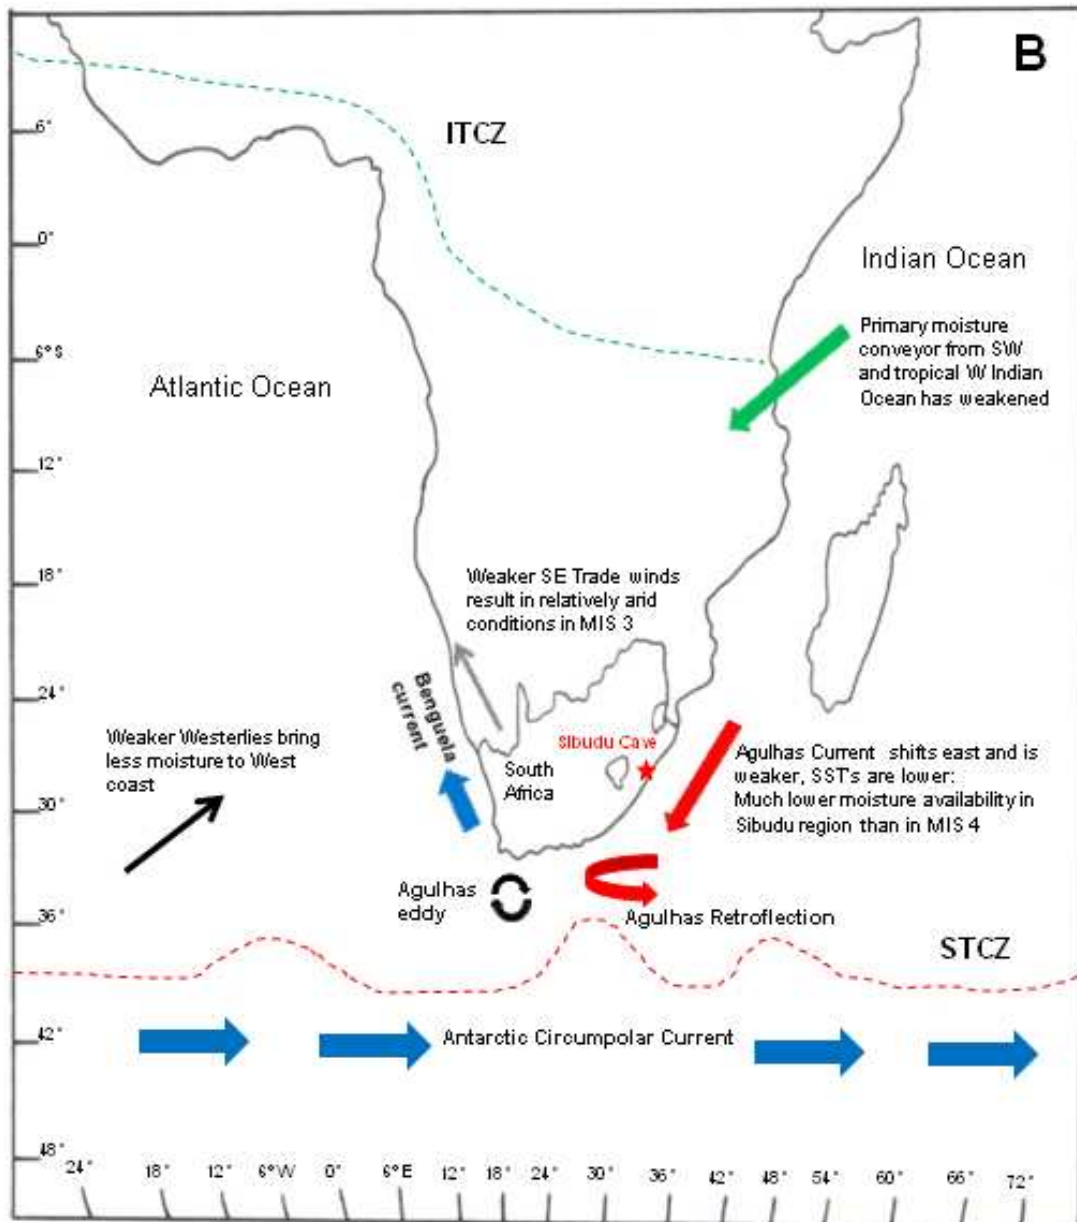 B
ITCZ
6°
0°
Indian Ocean
Primary moisture
conveyor from SW
and tropical W Indian
Ocean has weakened
6°S
Atlantic Ocean
12°
18°
Weaker SE Trade winds
result in relatively arid
conditions in MIS 3
24°
Benguela
current
Sibudu Cave
South
Africa
Weaker Westerlies bring
less moisture to West
coast
Agulhas Current shifts east and is
weaker, SST's are lower:
Much lower moisture availability in
Sibudu region than in MIS 4
30°
Agulhas
eddy
Agulhas Retroflection
36°
STCZ
42°
Antarctic Circumpolar Current
48°
24° 18° 12° 6°W 0° 6°E 12° 18° 24° 30° 36° 42° 48° 54° 60° 66° 72°